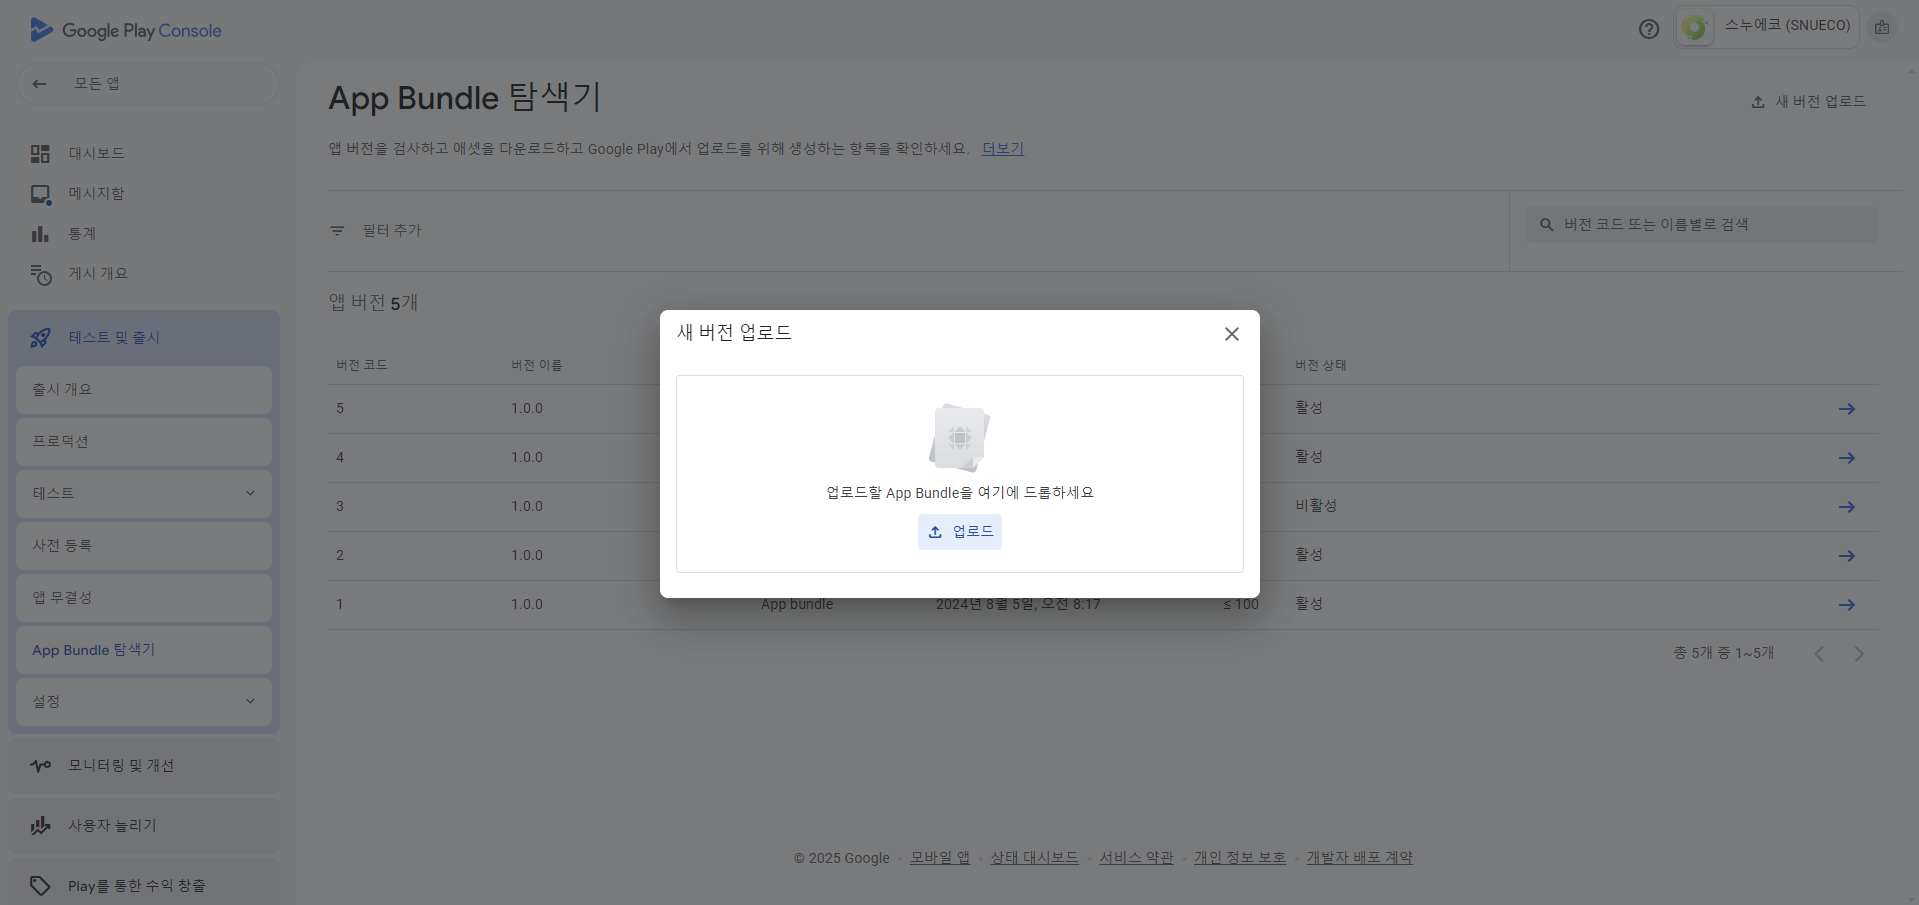 Google Play Console
스누에코 (SNUECO)
모든 앱
대시보드
메시지함
통계
게시 개요
테스트 및 출시
출시 개요
프로덕션
테스트
사전 등록
앱 무결성
App Bundle 탐색기
설정
모니터링 및 개선
사용자 늘리기
Play를 통한 수익 창출
App Bundle 탐색기
새 버전 업로드
앱 버전을 검사하고 애셋을 다운로드하고 Google Play에서 업로드를 위해 생성하는 항목을 확인하세요. 더보기
필터 추가
버전 코드 또는 이름별로 검색
앱 버전 5개
버전 코드 버전 이름 버전 상태
5 1.0.0 활성
4 1.0.0 활성
3 1.0.0 비활성
2 1.0.0 활성
1 1.0.0 App bundle 2024년 8월 5일, 오전 8:17 ≤ 100 활성
총 5개 중 1~5개
새 버전 업로드
업로드할 App Bundle을 여기에 드롭하세요
업로드
© 2025 Google 모바일 앱 상태 대시보드 서비스 약관 개인 정보 보호 개발자 배포 계약